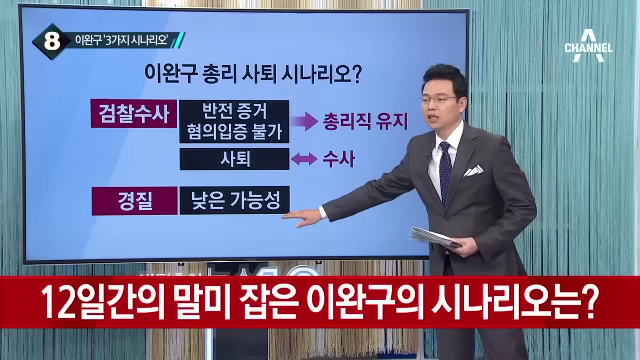 8 이완구 '3가지 시나리오'
CHANNEL
이완구 총리 사퇴 시나리오?
검찰수사
반전 증거
혐의입증 불가
총리직 유지
사퇴
수사
경질
낮은 가능성
12일간의 말미 잡은 이완구의 시나리오는?